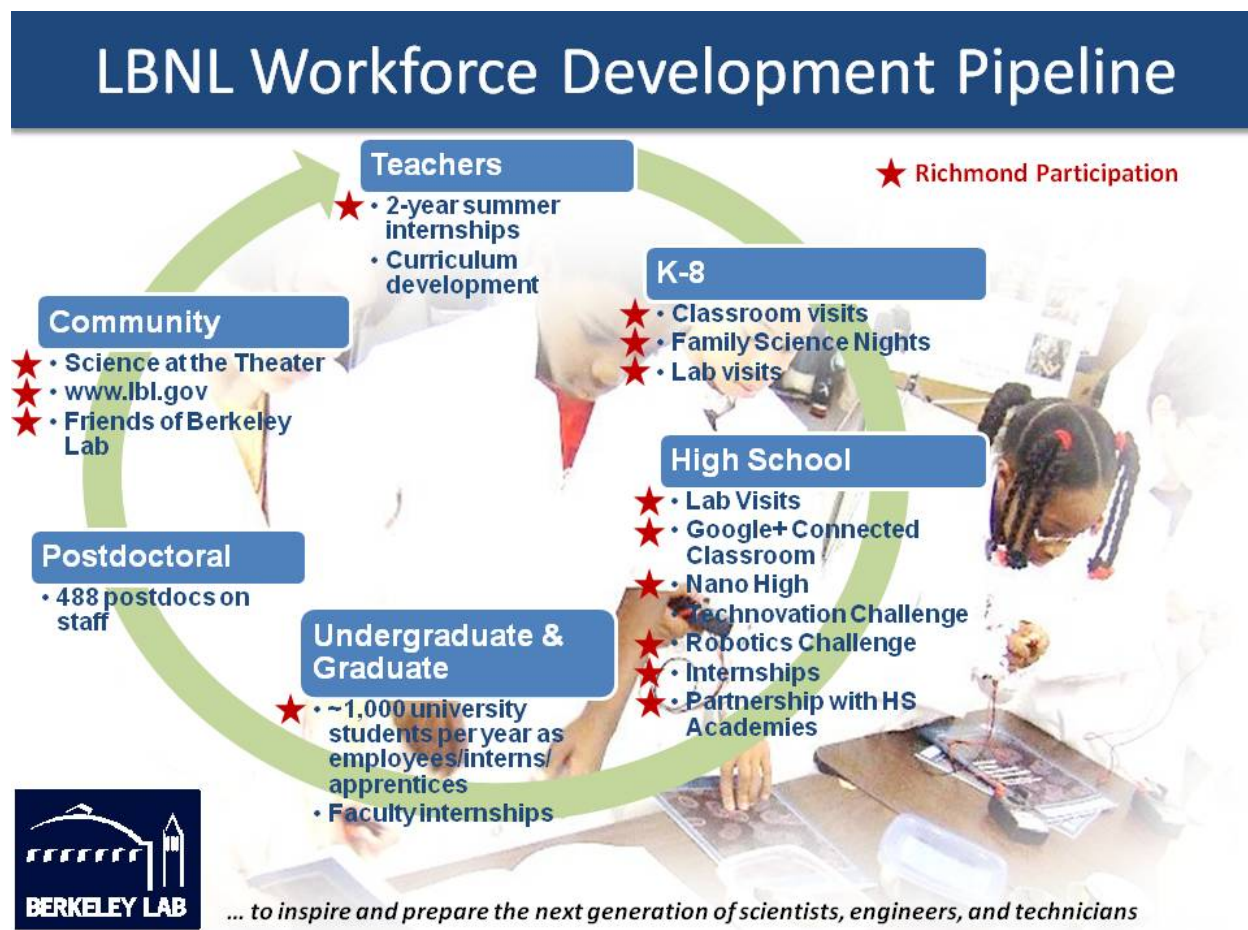 LBNL Workforce Development Pipeline
★ Richmond Participation
Teachers
★ • 2-year summer
internships
• Curriculum
development
K-8
★ • Classroom visits
★ • Family Science Nights
★ • Lab visits
High School
★ • Lab Visits
★ • Google+ Connected
Classroom
★ • Nano High
Technovation Challenge
★ • Robotics Challenge
★ • Internships
★ • Partnership with HS
Academies
Undergraduate &
Graduate
★ • ~1,000 university
students per year as
employees/interns/
apprentices
• Faculty internships
Postdoctoral
• 488 postdocs on
staff
Community
★ • Science at the Theater
★ • www.lbl.gov
★ • Friends of Berkeley
Lab
BERKELEY LAB
... to inspire and prepare the next generation of scientists, engineers, and technicians